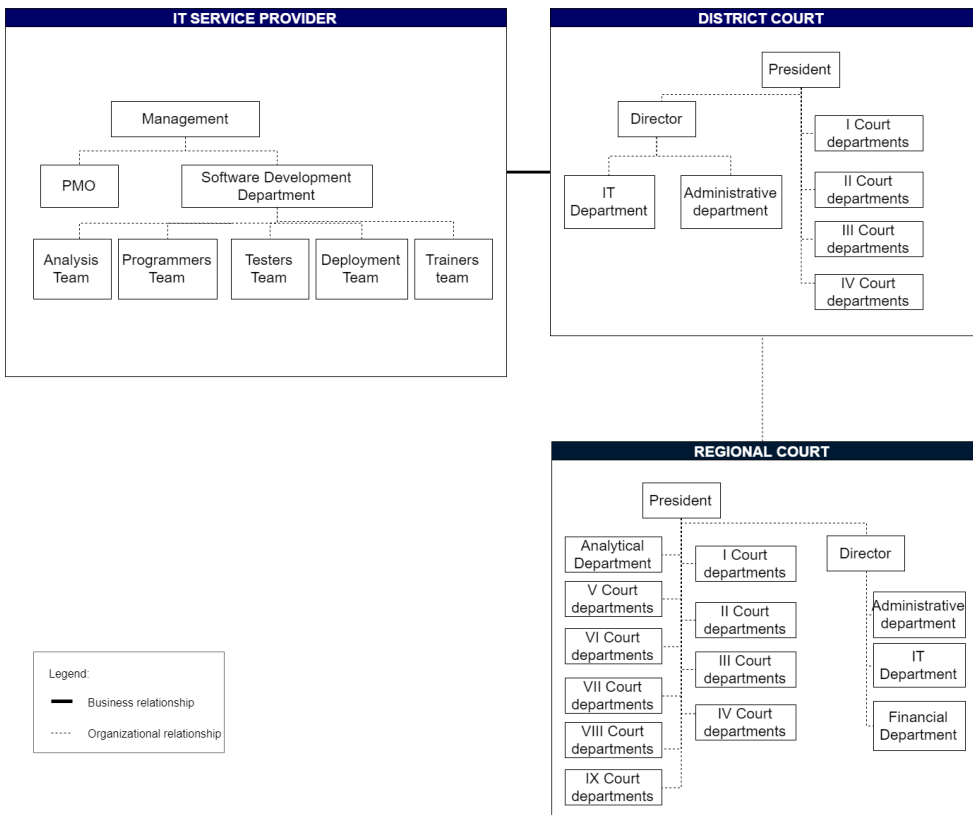 IT SERVICE PROVIDER
Management
PMO
Software Development
Department
Analysis
Team
Programmers
Team
Testers
Team
Deployment
Team
Trainers
team
DISTRICT COURT
President
Director
IT
Department
Administrative
department
I Court
departments
II Court
departments
III Court
departments
IV Court
departments
REGIONAL COURT
President
Analytical
Department
V Court
departments
VI Court
departments
VII Court
departments
VIII Court
departments
IX Court
departments
I Court
departments
II Court
departments
III Court
departments
IV Court
departments
Director
Administrative
department
IT
Department
Financial
Department
Legend:
Business relationship
Organizational relationship